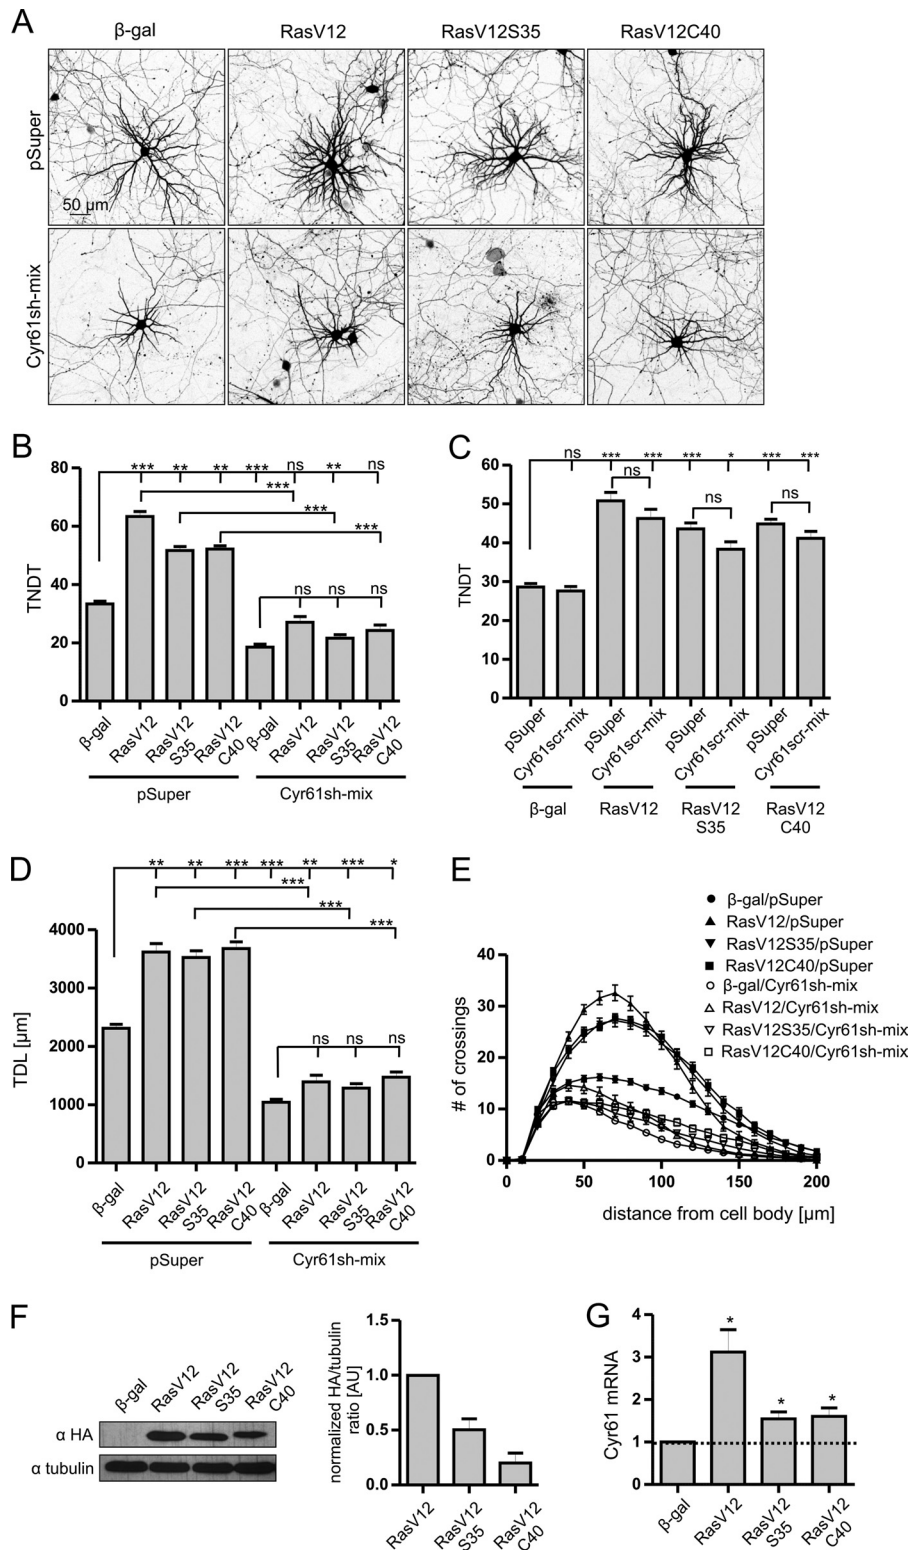 A
β-gal RasV12 RasV12S35 RasV12C40
pSuper
50 µm
Cyr61sh-mix
B
80
60
40
20
0
TNDT
*** ** ** *** ns ** ns
***
***
***
ns ns ns
β-gal RasV12 RasV12 S35 RasV12 C40 β-gal RasV12 RasV12 S35 RasV12 C40
pSuper Cyr61sh-mix
C
60
50
40
30
20
10
0
TNDT
ns *** *** *** * *** ***
ns ns ns
pSuper Cyr61scr-mix pSuper Cyr61scr-mix pSuper Cyr61scr-mix pSuper Cyr61scr-mix
β-gal RasV12 RasV12 S35 RasV12 C40
D
4000
3000
2000
1000
0
TDL [µm]
** ** *** *** ** *** *
***
***
***
ns ns ns
β-gal RasV12 RasV12 S35 RasV12 C40 β-gal RasV12 RasV12 S35 RasV12 C40
pSuper Cyr61sh-mix
E
β-gal/pSuper
RasV12/pSuper
RasV12S35/pSuper
RasV12C40/pSuper
β-gal/Cyr61sh-mix
RasV12/Cyr61sh-mix
RasV12S35/Cyr61sh-mix
RasV12C40/Cyr61sh-mix
40
30
20
10
0
# of crossings
0 50 100 150 200
distance from cell body [µm]
F
β-gal RasV12 RasV12 S35 RasV12 C40
α HA
α tubulin
1.5
1.0
0.5
0.0
normalized HA/tubulin
ratio [AU]
RasV12 RasV12 S35 RasV12 C40
G
4
3
2
1
0
Cyr61 mRNA
* * *
β-gal RasV12 RasV12 S35 RasV12 C40